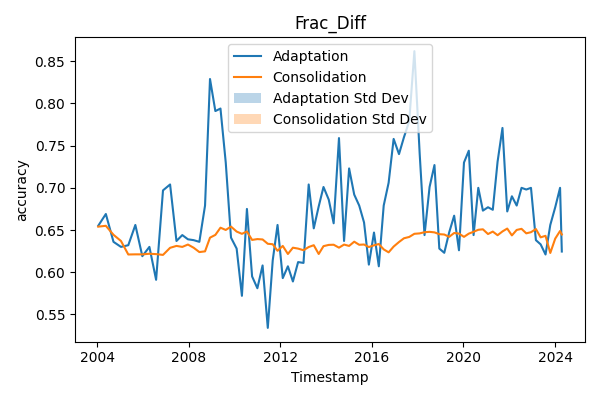 Frac_Diff
Adaptation
Consolidation
Adaptation Std Dev
Consolidation Std Dev
accuracy
0.85
0.80
0.75
0.70
0.65
0.60
0.55
2004 2008 2012 2016 2020 2024
Timestamp